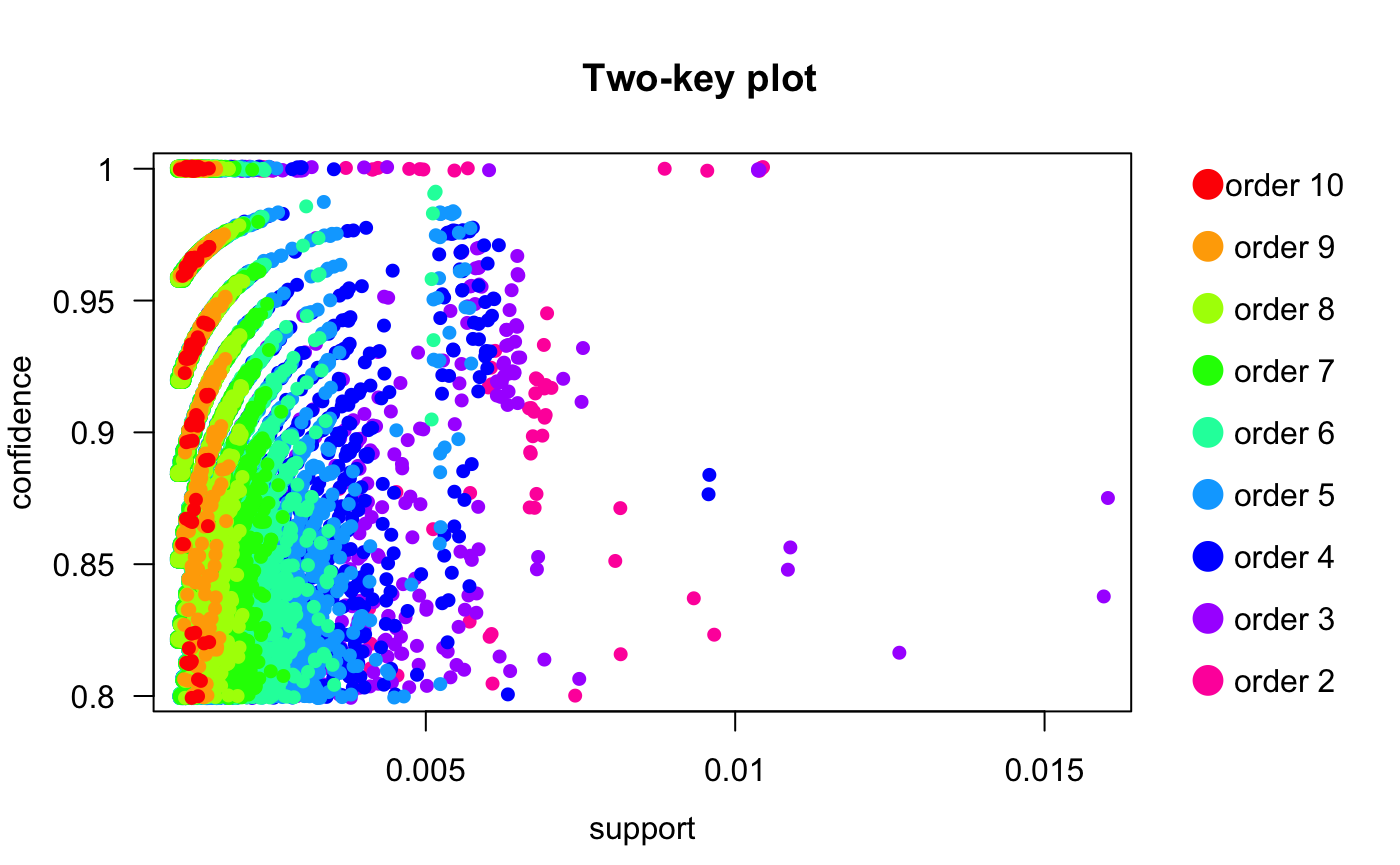 Two-key plot
confidence
1
0.95
0.9
0.85
0.8
0.005
0.01
0.015
support
order 10
order 9
order 8
order 7
order 6
order 5
order 4
order 3
order 2